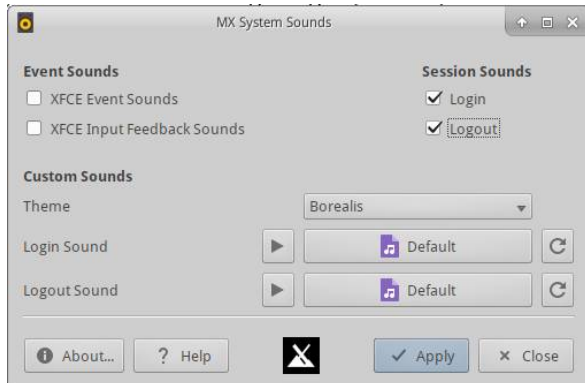 MX System Sounds
Event Sounds
Session Sounds
XFCE Event Sounds
Login
XFCE Input Feedback Sounds
Logout
Custom Sounds
Theme
Borealis
Login Sound
Default
Logout Sound
Default
About...
? Help
Apply
Close